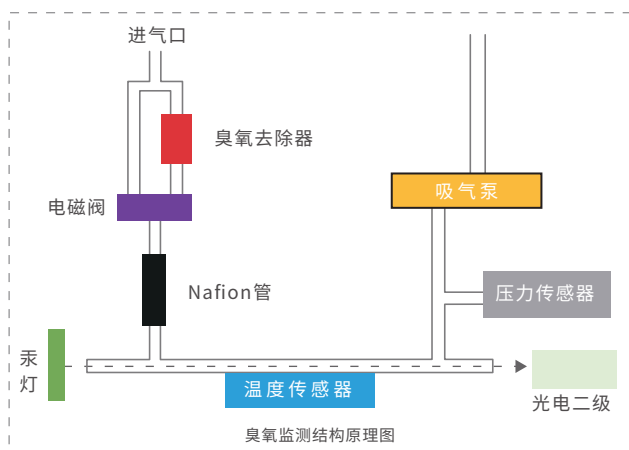 进气口
臭氧去除器
吸气泵
电磁阀
Nafion管
压力传感器
汞
灯
温度传感器
光电二级
臭氧监测结构原理图